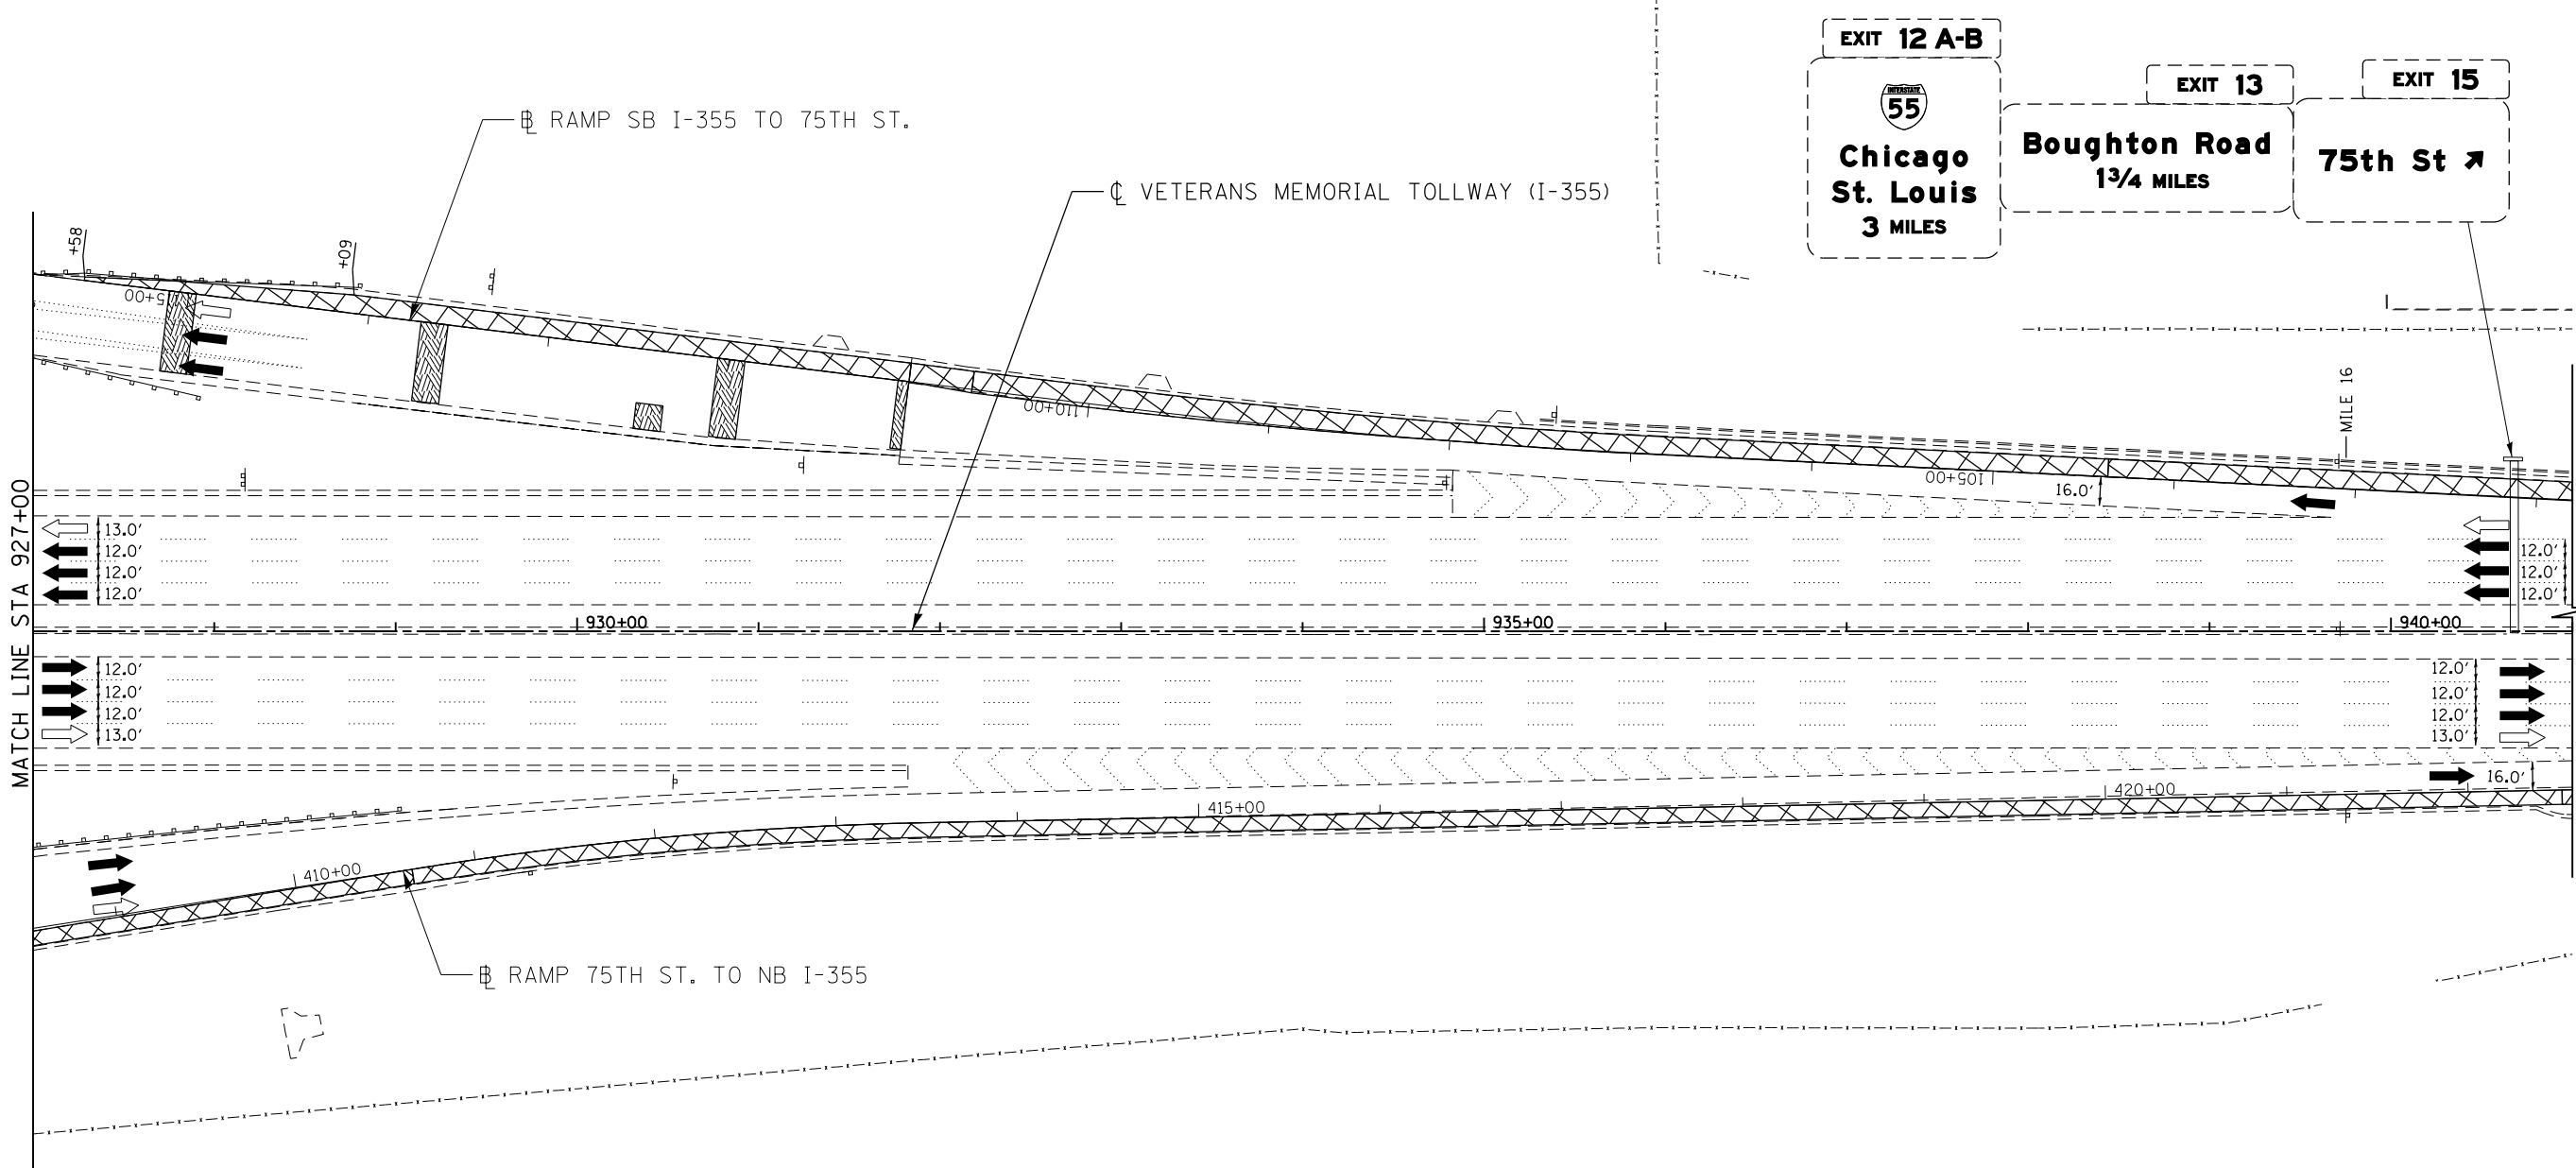 EXIT 12 A-B
INTERSTATE
55
Chicago
St. Louis
3 MILES
EXIT 13
Boughton Road
1¾ MILES
EXIT 15
75th St ↗
℄ RAMP SB I-355 TO 75TH ST.
℄ VETERANS MEMORIAL TOLLWAY (I-355)
+58
+09
5+00
110+00
105+00
16.0'
MILE 16
MATCH LINE STA 927+00
13.0'
12.0'
12.0'
12.0'
12.0'
12.0'
12.0'
930+00
935+00
940+00
12.0'
12.0'
12.0'
13.0'
12.0'
12.0'
12.0'
13.0'
16.0'
410+00
415+00
420+00
℄ RAMP 75TH ST. TO NB I-355